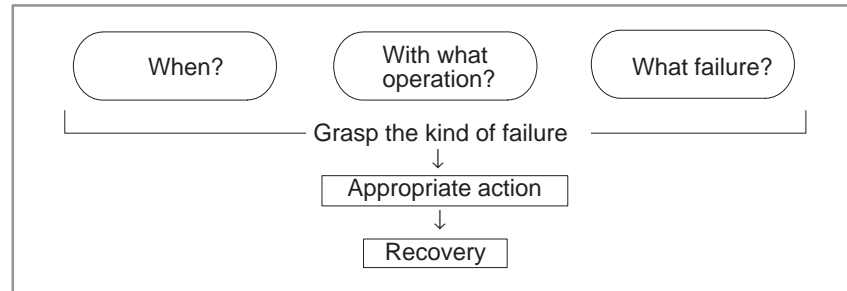 When?
With what
operation?
What failure?
Grasp the kind of failure
↓
Appropriate action
↓
Recovery